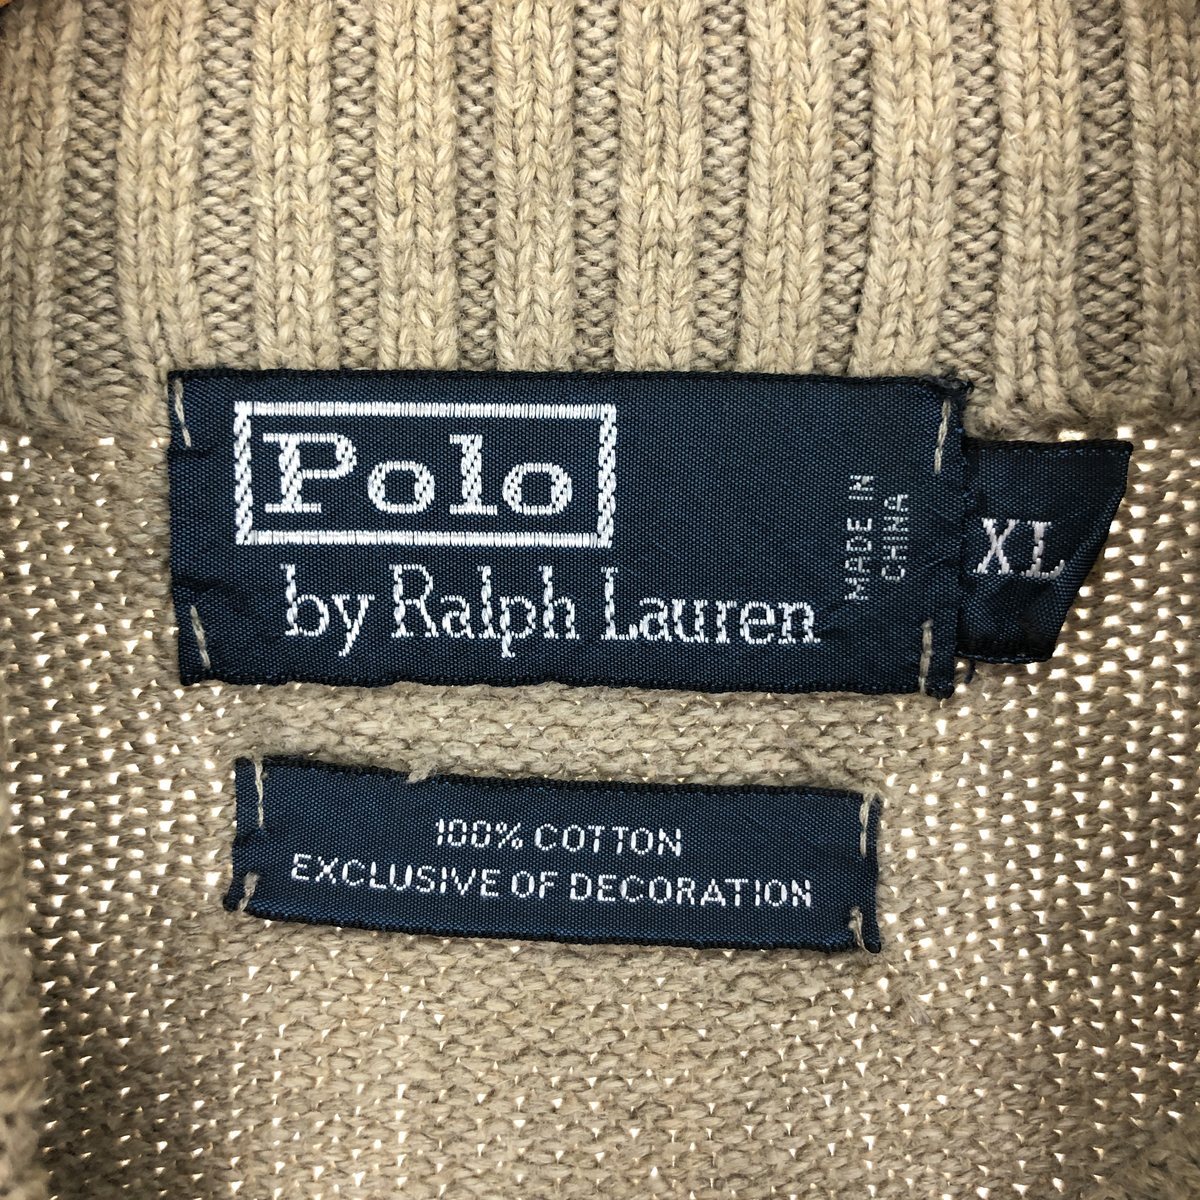 Polo
by Ralph Lauren
MADE IN
CHINA
XL
100% COTTON
EXCLUSIVE OF DECORATION